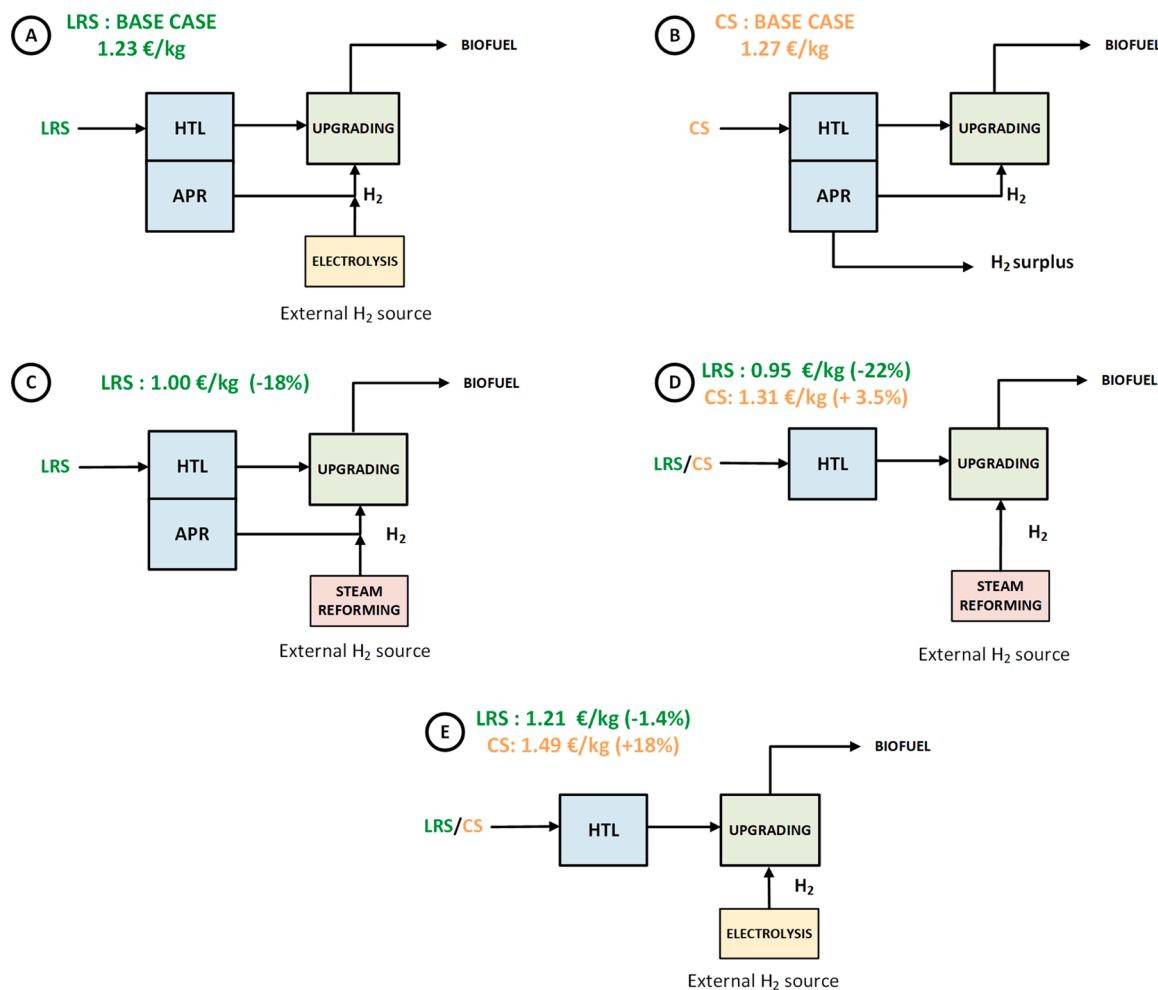 A
LRS : BASE CASE
1.23 €/kg
BIOFUEL
LRS
HTL
UPGRADING
APR
H₂
ELECTROLYSIS
External H₂ source
B
CS : BASE CASE
1.27 €/kg
BIOFUEL
CS
HTL
UPGRADING
APR
H₂
H₂ surplus
C
LRS : 1.00 €/kg (-18%)
BIOFUEL
LRS
HTL
UPGRADING
APR
H₂
STEAM
REFORMING
External H₂ source
D
LRS : 0.95 €/kg (-22%)
CS: 1.31 €/kg (+ 3.5%)
BIOFUEL
LRS/CS
HTL
UPGRADING
H₂
STEAM
REFORMING
External H₂ source
E
LRS : 1.21 €/kg (-1.4%)
CS: 1.49 €/kg (+18%)
BIOFUEL
LRS/CS
HTL
UPGRADING
H₂
ELECTROLYSIS
External H₂ source